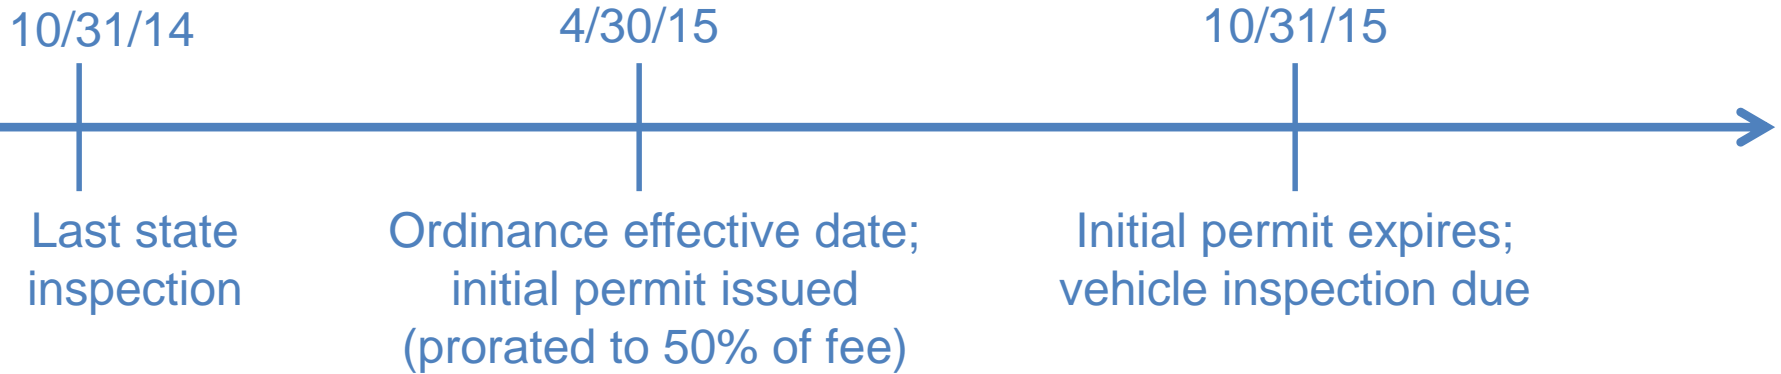 10/31/14
4/30/15
10/31/15
Last state
inspection
Ordinance effective date;
initial permit issued
(prorated to 50% of fee)
Initial permit expires;
vehicle inspection due